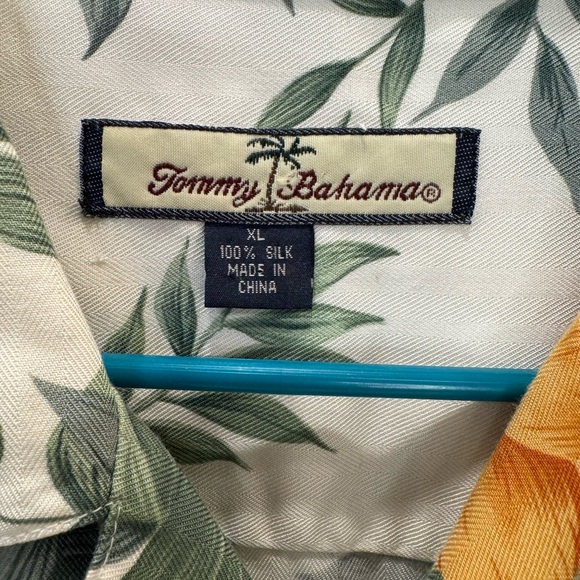 Tommy Bahama®
XL
100% SILK
MADE IN
CHINA